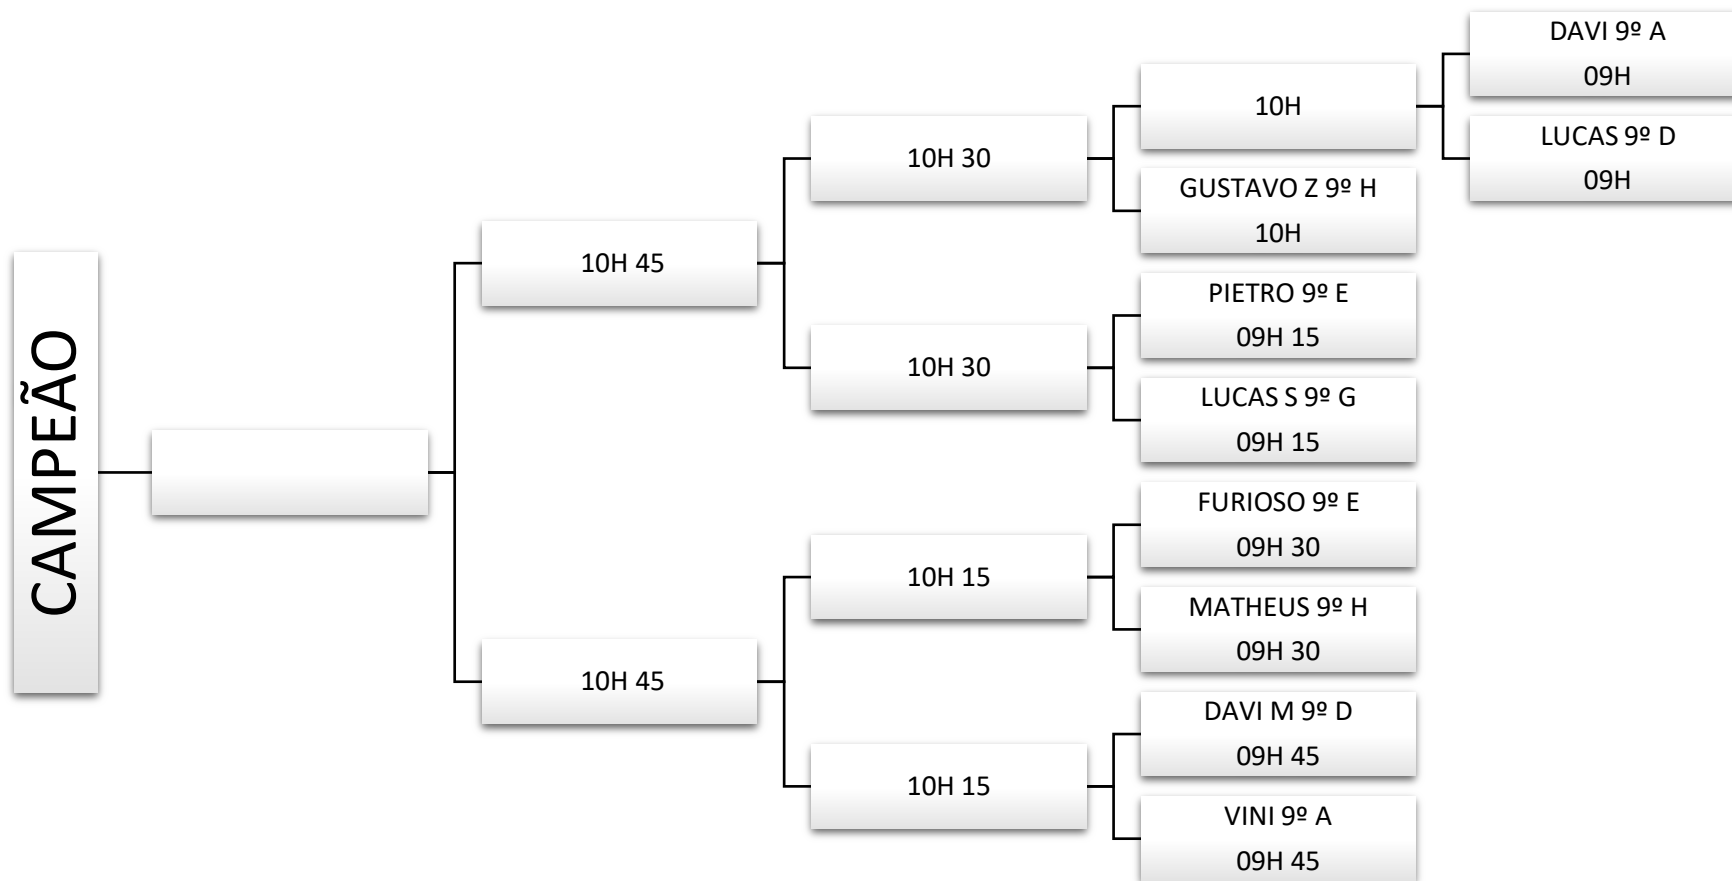 CAMPEÃO
10H 45
10H 30
10H
DAVI 9º A
09H
LUCAS 9º D
09H
GUSTAVO Z 9º H
10H
10H 30
PIETRO 9º E
09H 15
LUCAS S 9º G
09H 15
10H 45
10H 15
FURIOSO 9º E
09H 30
MATHEUS 9º H
09H 30
10H 15
DAVI M 9º D
09H 45
VINI 9º A
09H 45